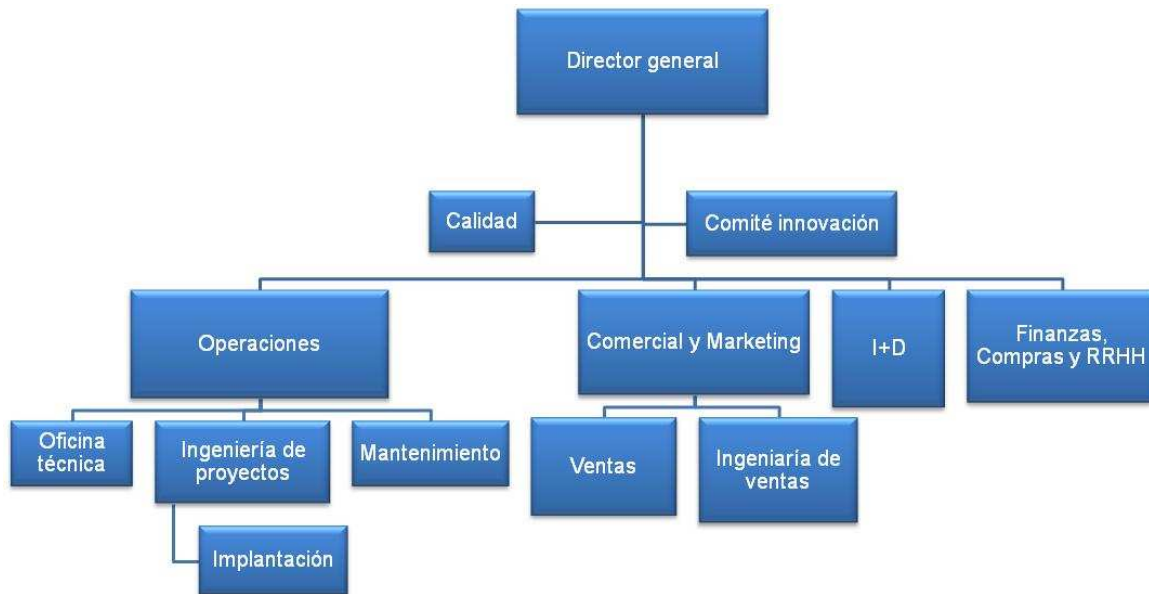 Director general
Calidad
Comité innovación
Operaciones
Comercial y Marketing
I+D
Finanzas,
Compras y RRHH
Oficina
técnica
Ingeniería de
proyectos
Mantenimiento
Ventas
Ingeniaría de
ventas
Implantación